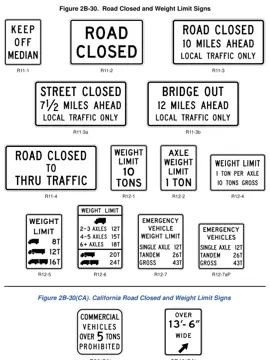 Figure 2B-30. Road Closed and Weight Limit Signs
KEEP
OFF
MEDIAN
R11-1
ROAD
CLOSED
R11-2
ROAD CLOSED
10 MILES AHEAD
LOCAL TRAFFIC ONLY
R11-3
STREET CLOSED
7½ MILES AHEAD
LOCAL TRAFFIC ONLY
R11-3a
BRIDGE OUT
12 MILES AHEAD
LOCAL TRAFFIC ONLY
R11-3b
ROAD CLOSED
TO
THRU TRAFFIC
R11-4
WEIGHT
LIMIT
10
TONS
R12-1
AXLE
WEIGHT
LIMIT
1 TON
R12-2
WEIGHT LIMIT
1 TON PER AXLE
10 TONS GROSS
R12-4
WEIGHT
LIMIT
8T
12T
16T
R12-5
WEIGHT LIMIT
2-3 AXLES 12T
4-5 AXLES 15T
6+ AXLES 18T
20T
24T
R12-6
EMERGENCY
VEHICLE
WEIGHT LIMIT
SINGLE AXLE 12T
TANDEM 26T
GROSS 43T
R12-7
EMERGENCY
VEHICLES
SINGLE AXLE 12T
TANDEM 26T
GROSS 43T
R12-7aP
Figure 2B-30(CA). California Road Closed and Weight Limit Signs
COMMERCIAL
VEHICLES
OVER 5 TONS
PROHIBITED
OVER
13'- 6"
WIDE